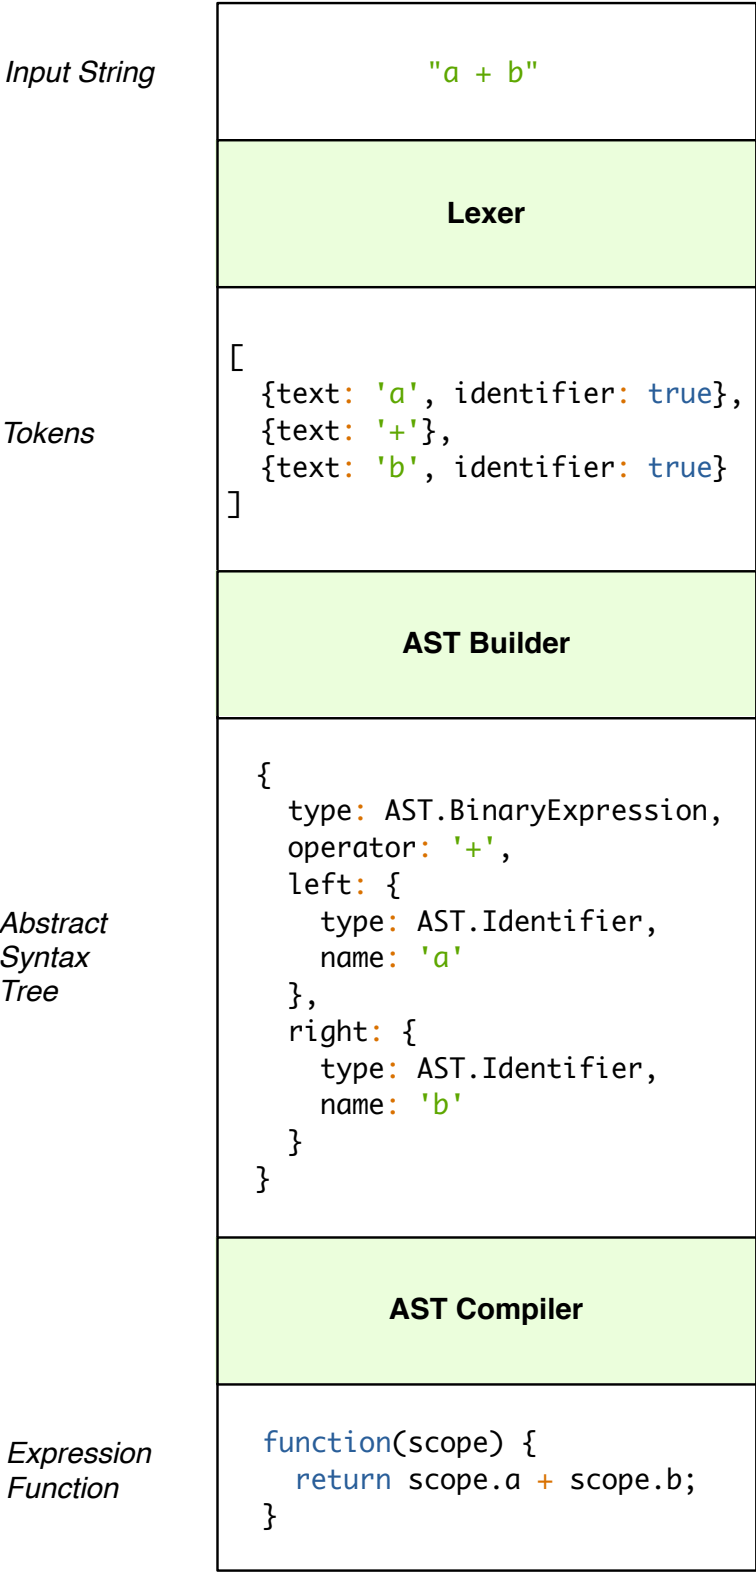 Input String
"a + b"
Lexer
Tokens
[
{text: 'a', identifier: true},
{text: '+'},
{text: 'b', identifier: true}
]
AST Builder
Abstract
Syntax
Tree
{
type: AST.BinaryExpression,
operator: '+',
left: {
type: AST.Identifier,
name: 'a'
},
right: {
type: AST.Identifier,
name: 'b'
}
}
AST Compiler
Expression
Function
function(scope) {
return scope.a + scope.b;
}